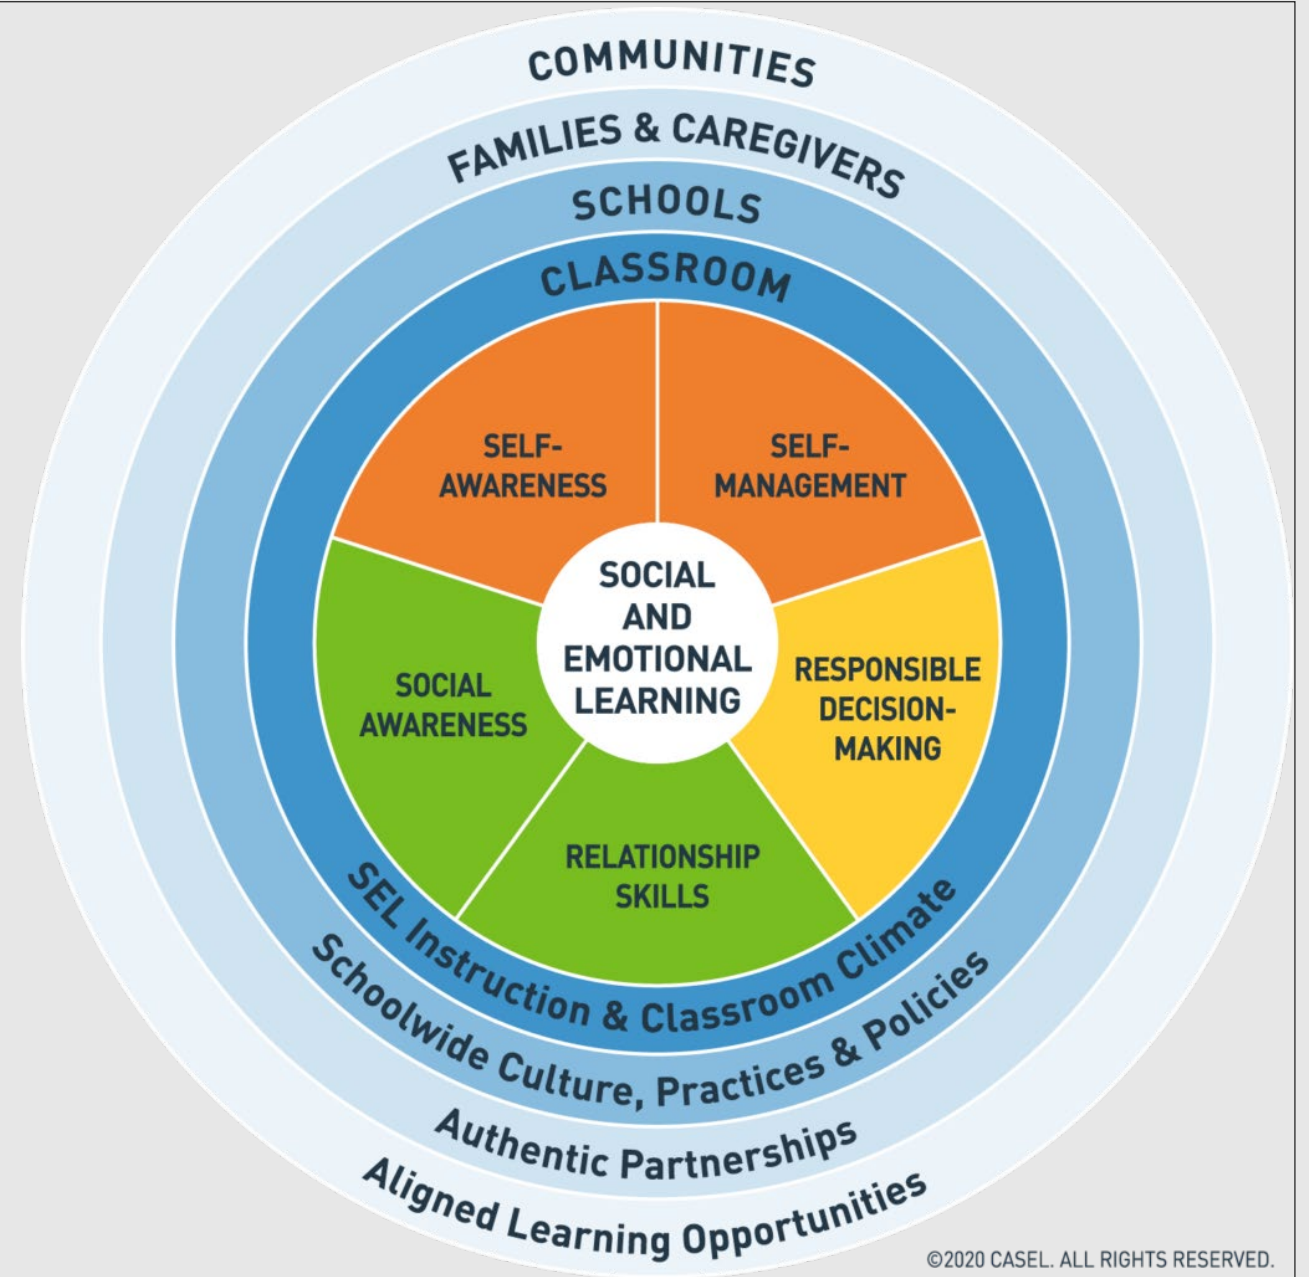 COMMUNITIES
FAMILIES & CAREGIVERS
SCHOOLS
CLASSROOM
SELF-
AWARENESS
SELF-
MANAGEMENT
SOCIAL
AND
EMOTIONAL
LEARNING
SOCIAL
AWARENESS
RESPONSIBLE
DECISION-
MAKING
RELATIONSHIP
SKILLS
SEL Instruction & Classroom Climate
Schoolwide Culture, Practices & Policies
Authentic Partnerships
Aligned Learning Opportunities
©2020 CASEL. ALL RIGHTS RESERVED.